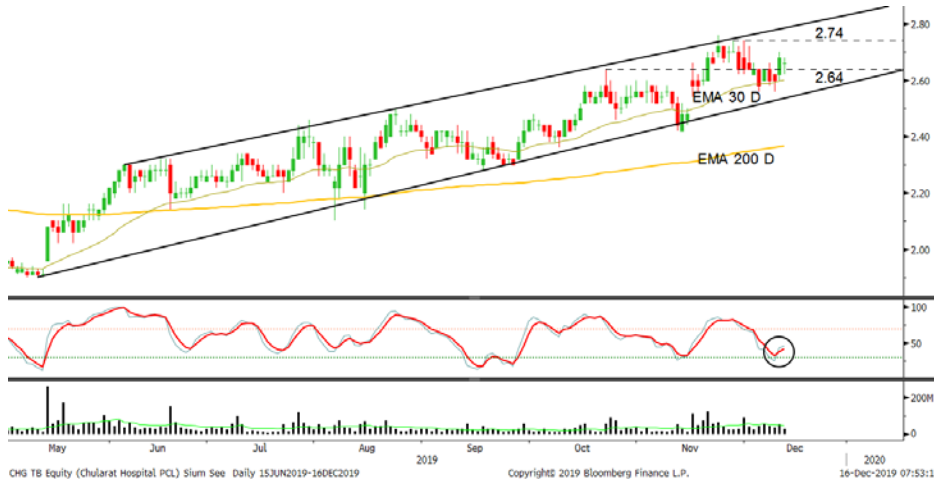 2.80
2.74
2.64
2.60
EMA 30 D
2.40
EMA 200 D
2.20
2.00
100
50
200M
0
May Jun Jul Aug Sep Oct Nov Dec
2019 2020
CHG TB Equity (Chularat Hospital PCL) Sium See Daily 15JUN2019-16DEC2019 Copyright© 2019 Bloomberg Finance L.P. 16-Dec-2019 07:53:1